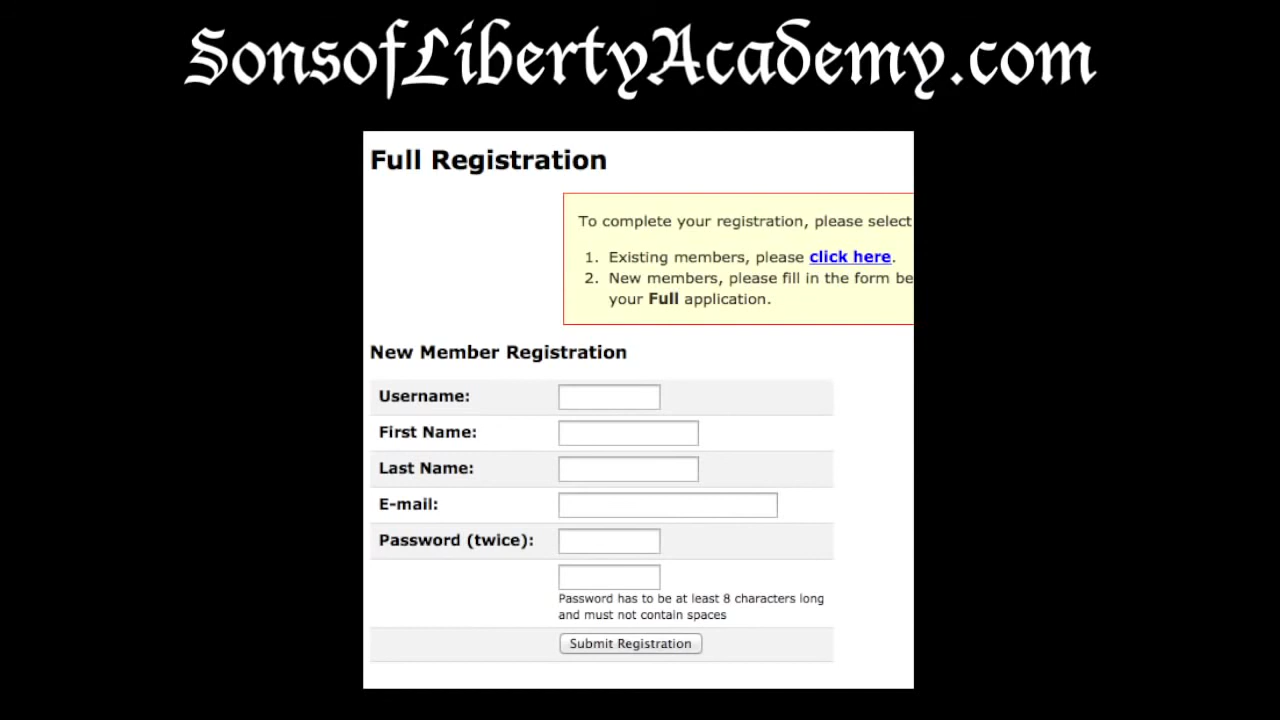 SonsofLibertyAcademy.com
Full Registration
To complete your registration, please select
1. Existing members, please click here.
2. New members, please fill in the form be
your Full application.
New Member Registration
Username:
First Name:
Last Name:
E-mail:
Password (twice):
Password has to be at least 8 characters long
and must not contain spaces
Submit Registration